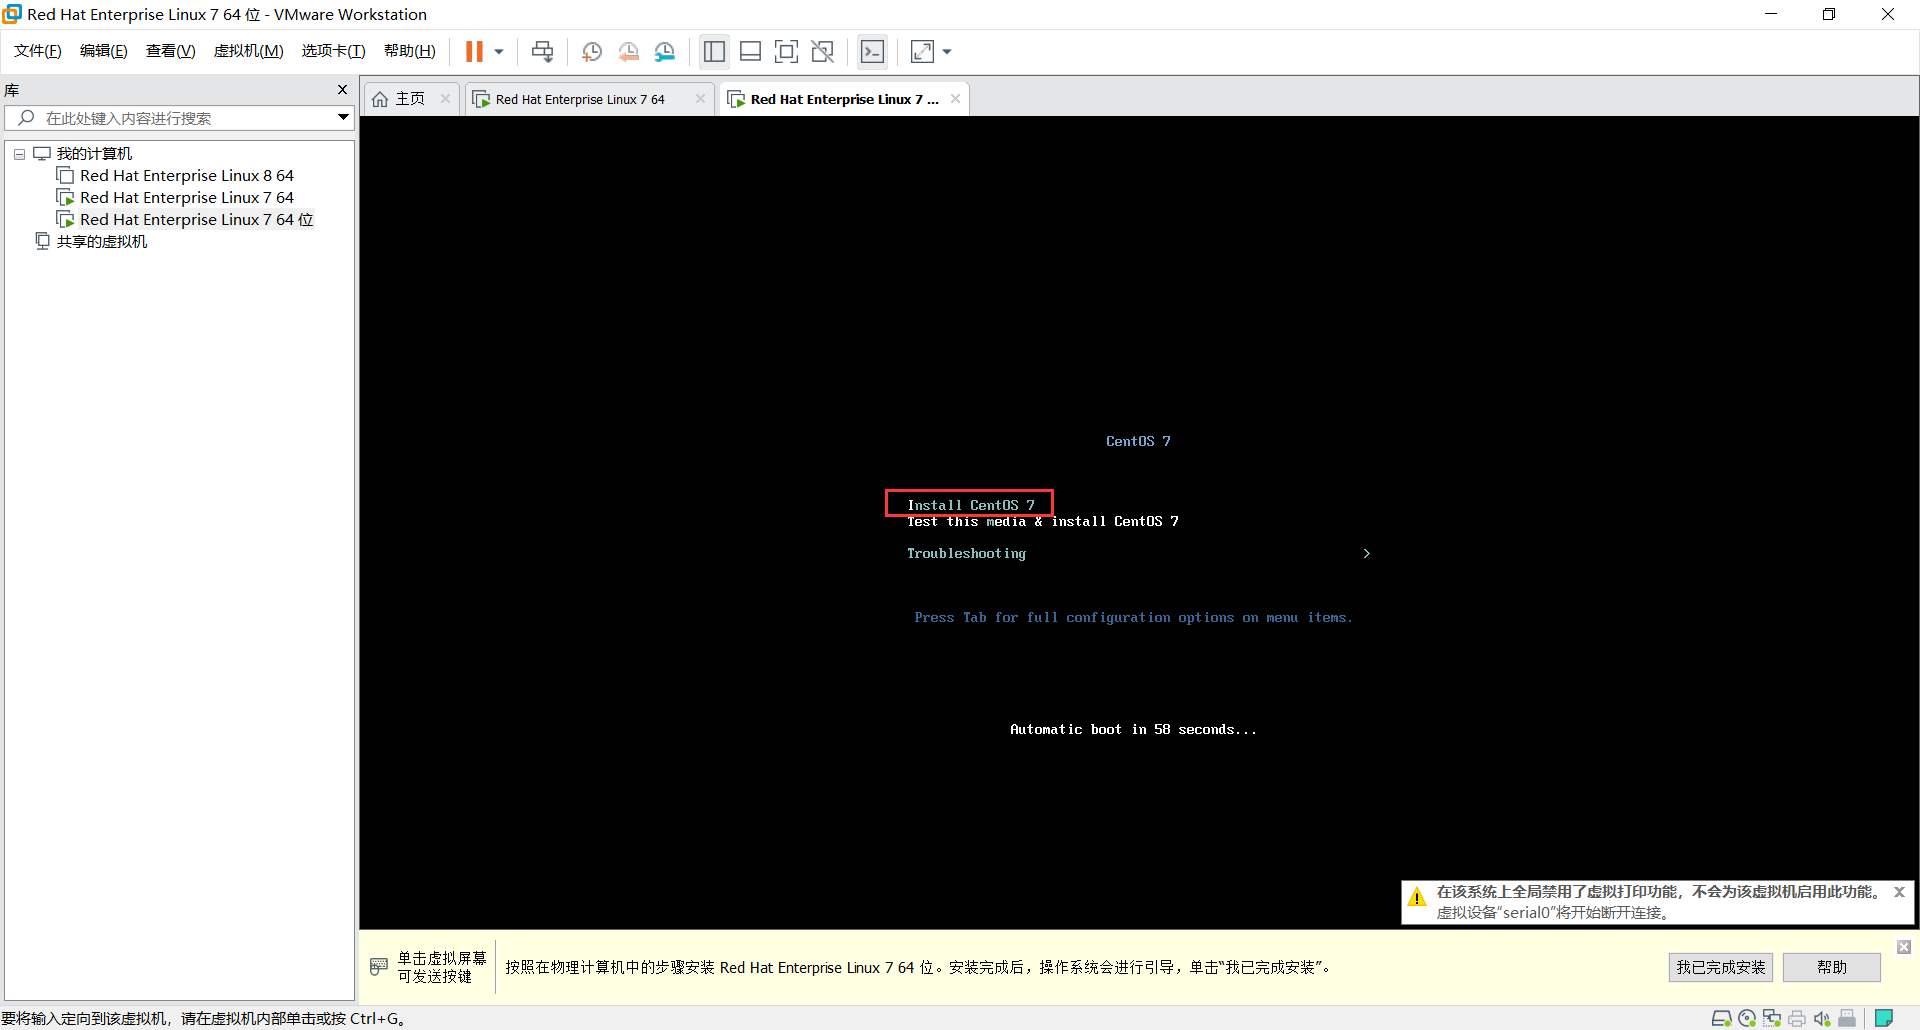 Red Hat Enterprise Linux 7 64 位 - VMware Workstation
文件(F) 编辑(E) 查看(V) 虚拟机(M) 选项卡(T) 帮助(H)
库
主页
Red Hat Enterprise Linux 7 64
Red Hat Enterprise Linux 7 ...
在此处键入内容进行搜索
我的计算机
Red Hat Enterprise Linux 8 64
Red Hat Enterprise Linux 7 64
Red Hat Enterprise Linux 7 64 位
共享的虚拟机
CentOS 7
Install CentOS 7
Test this media & install CentOS 7
Troubleshooting >
Press Tab for full configuration options on menu items.
Automatic boot in 58 seconds...
在该系统上全局禁用了虚拟打印功能，不会为该虚拟机启用此功能。
虚拟设备“serial0”将开始断开连接。
单击虚拟屏幕
可发送按键
按照在物理计算机中的步骤安装 Red Hat Enterprise Linux 7 64 位。安装完成后，操作系统会进行引导，单击“我已完成安装”。
我已完成安装
帮助
要将输入定向到该虚拟机，请在虚拟机内部单击或按 Ctrl+G。